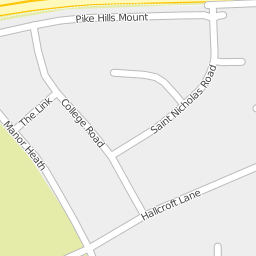 Pike Hills Mount
The Link
College Road
Saint Nicholas Road
Manor Heath
Hallcroft Lane